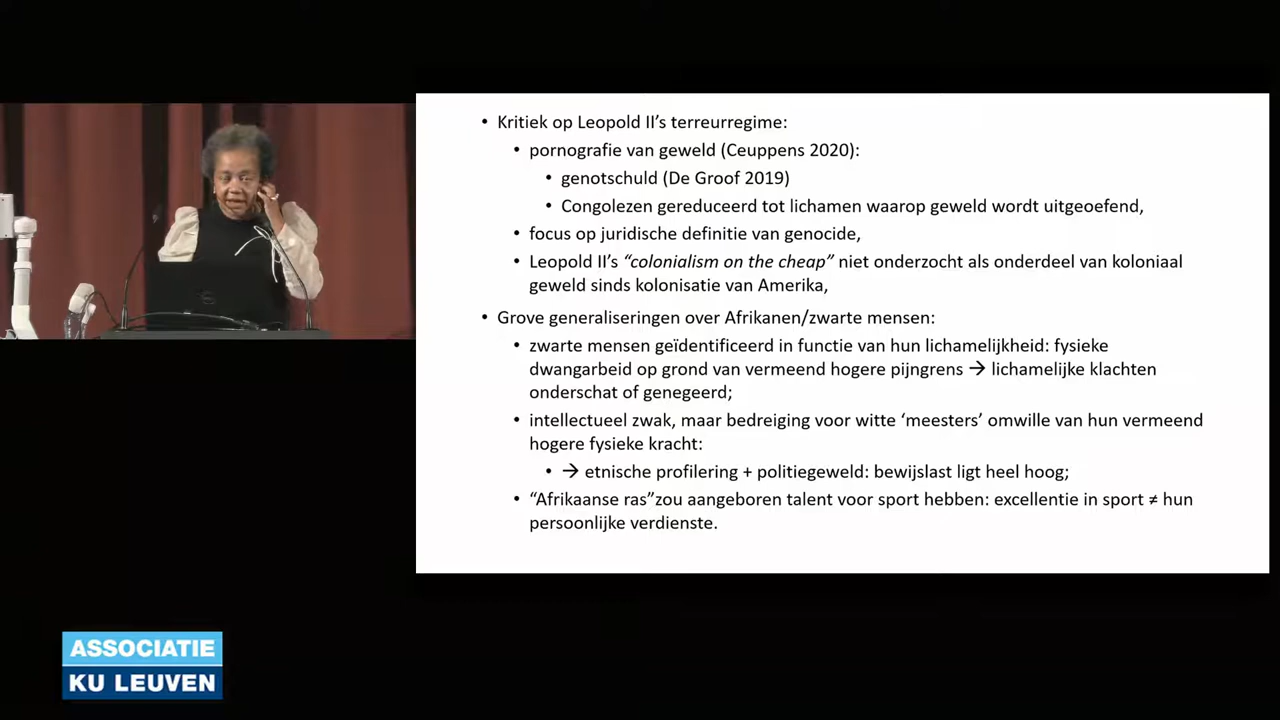 • Kritiek op Leopold II’s terreurregime:
• pornografie van geweld (Ceuppens 2020):
• genotschuld (De Groof 2019)
• Congolezen gereduceerd tot lichamen waarop geweld wordt uitgeoefend,
• focus op juridische definitie van genocide,
• Leopold II’s “colonialism on the cheap” niet onderzocht als onderdeel van koloniaal
geweld sinds kolonisatie van Amerika,
• Grove generaliseringen over Afrikanen/zwarte mensen:
• zwarte mensen geïdentificeerd in functie van hun lichamelijkheid: fysieke
dwangarbeid op grond van vermeend hogere pijngrens → lichamelijke klachten
onderschat of genegeerd;
• intellectueel zwak, maar bedreiging voor witte ‘meesters’ omwille van hun vermeend
hogere fysieke kracht:
• → etnische profilering + politiegeweld: bewijslast ligt heel hoog;
• “Afrikaanse ras”zou aangeboren talent voor sport hebben: excellentie in sport ≠ hun
persoonlijke verdienste.
ASSOCIATIE
KU LEUVEN